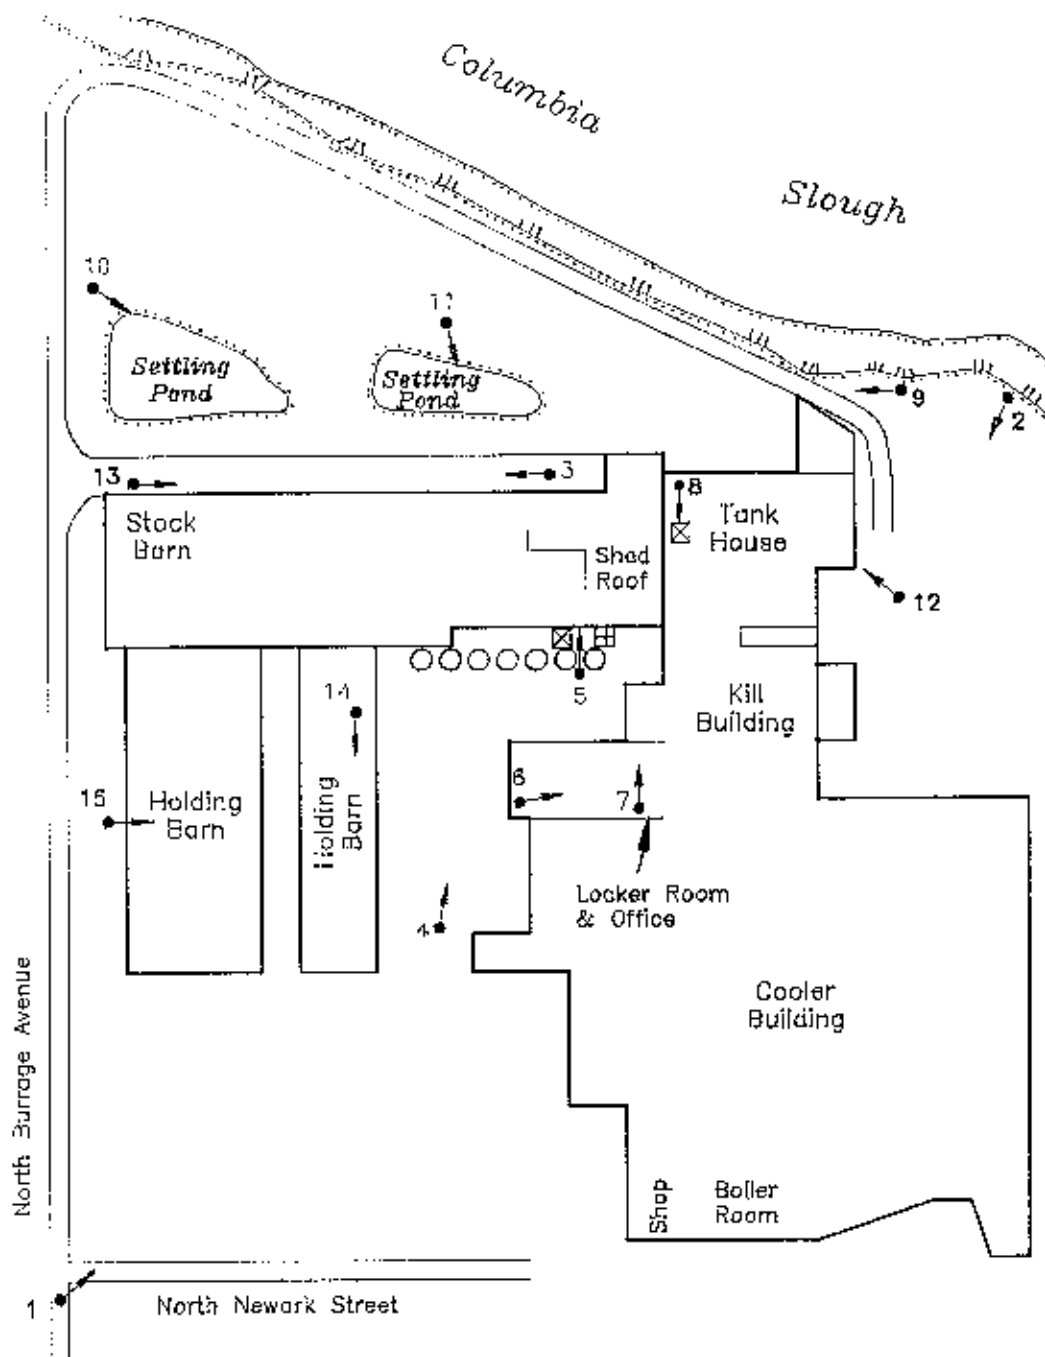 Columbia
Slough
10
11
Settling
Pond
Settling
Pond
9
2
13
3
8
Stock
Barn
Tank
House
Shed
Roof
12
5
14
Kill
Building
6
7
15
Holding
Barn
Holding
Barn
4
Locker Room
& Office
North Burrage Avenue
Cooler
Building
Shop
Boiler
Room
1
North Newark Street